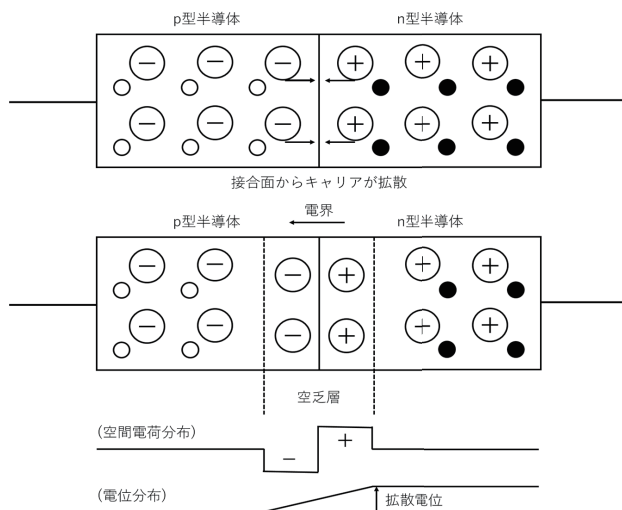 p型半導体 n型半導体
接合面からキャリアが拡散
電界
p型半導体 n型半導体
空乏層
(空間電荷分布)
(電位分布)
拡散電位